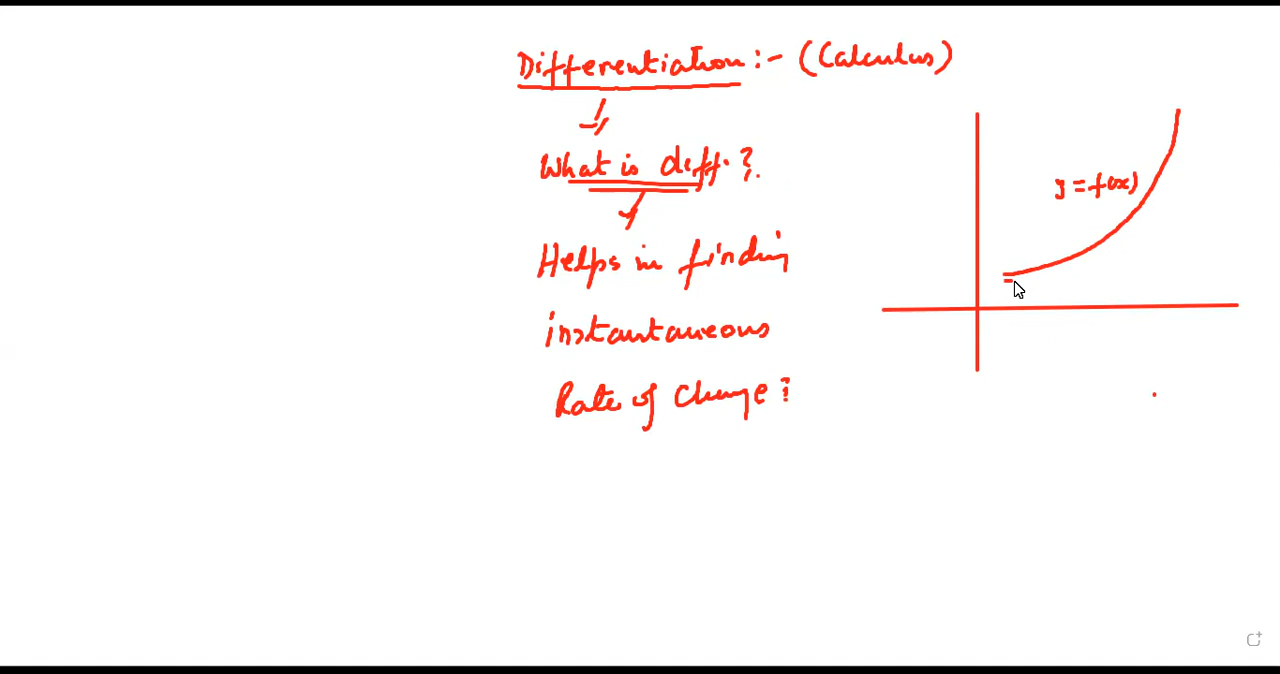 Differentiation:- (Calculus)
What is diff.?
y=f(x)
Helps in finding
instantaneous
Rate of Change: